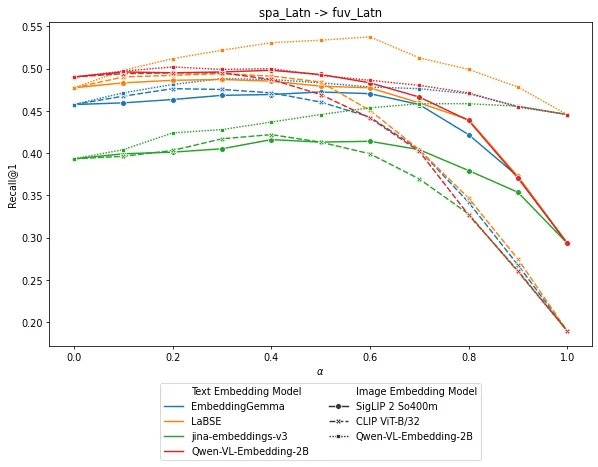 spa_Latn -> fuv_Latn
0.55
0.50
0.45
0.40
0.35
0.30
0.25
0.20
Recall@1
0.0
0.2
0.4
0.6
0.8
1.0
α
Text Embedding Model
EmbeddingGemma
LaBSE
jina-embeddings-v3
Qwen-VL-Embedding-2B
Image Embedding Model
SigLIP 2 So400m
CLIP ViT-B/32
Qwen-VL-Embedding-2B